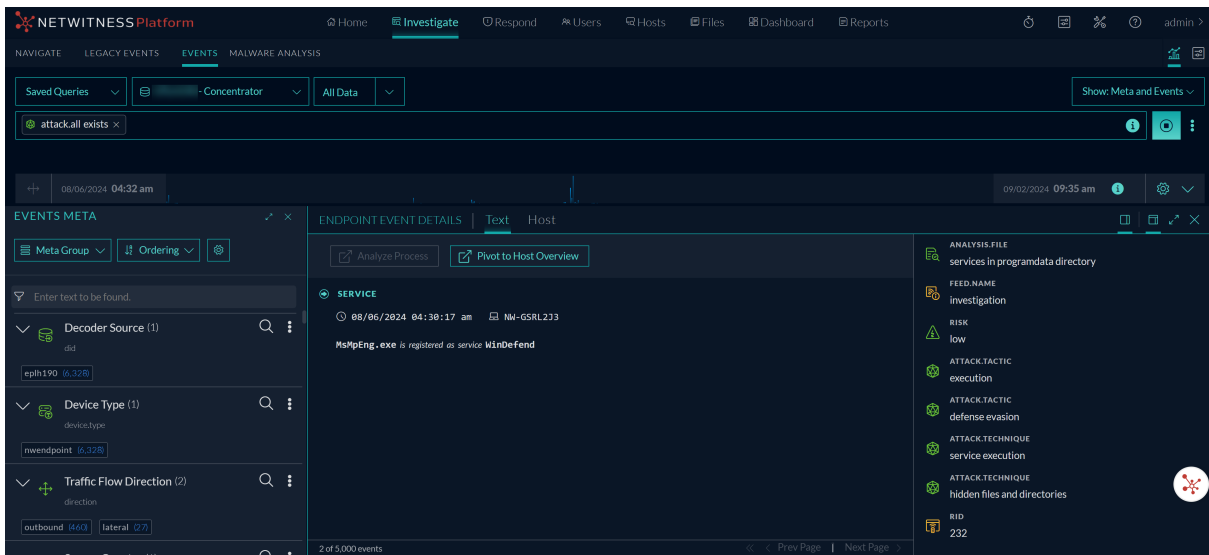 NETWITNESS Platform
Home Investigate Respond Users Hosts Files Dashboard Reports admin >
NAVIGATE LEGACY EVENTS EVENTS MALWARE ANALYSIS
Saved Queries - Concentrator All Data Show: Meta and Events
attack.all exists ×
08/06/2024 04:32 am 09/02/2024 09:35 am
EVENTS META
Meta Group Ordering
Enter text to be found.
Decoder Source (1)
did
eplh190 (6,328)
Device Type (1)
device.type
nwendpoint (6,328)
Traffic Flow Direction (2)
direction
outbound (460) lateral (27)
ENDPOINT EVENT DETAILS Text Host
Analyze Process Pivot to Host Overview
SERVICE
08/06/2024 04:30:17 am NW-GSRL2J3
MsMpEng.exe is registered as service WinDefend
2 of 5,000 events << < Prev Page | Next Page >
ANALYSIS.FILE
services in programdata directory
FEED.NAME
investigation
RISK
low
ATTACK.TACTIC
execution
ATTACK.TACTIC
defense evasion
ATTACK.TECHNIQUE
service execution
ATTACK.TECHNIQUE
hidden files and directories
RID
232